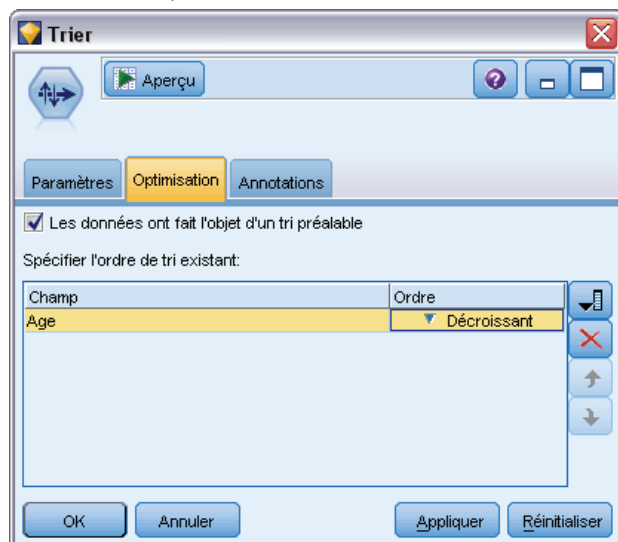 Trier
Aperçu
Paramètres Optimisation Annotations
Les données ont fait l'objet d'un tri préalable
Spécifier l'ordre de tri existant:
Champ Ordre
Age Décroissant
OK Annuler Appliquer Réinitialiser